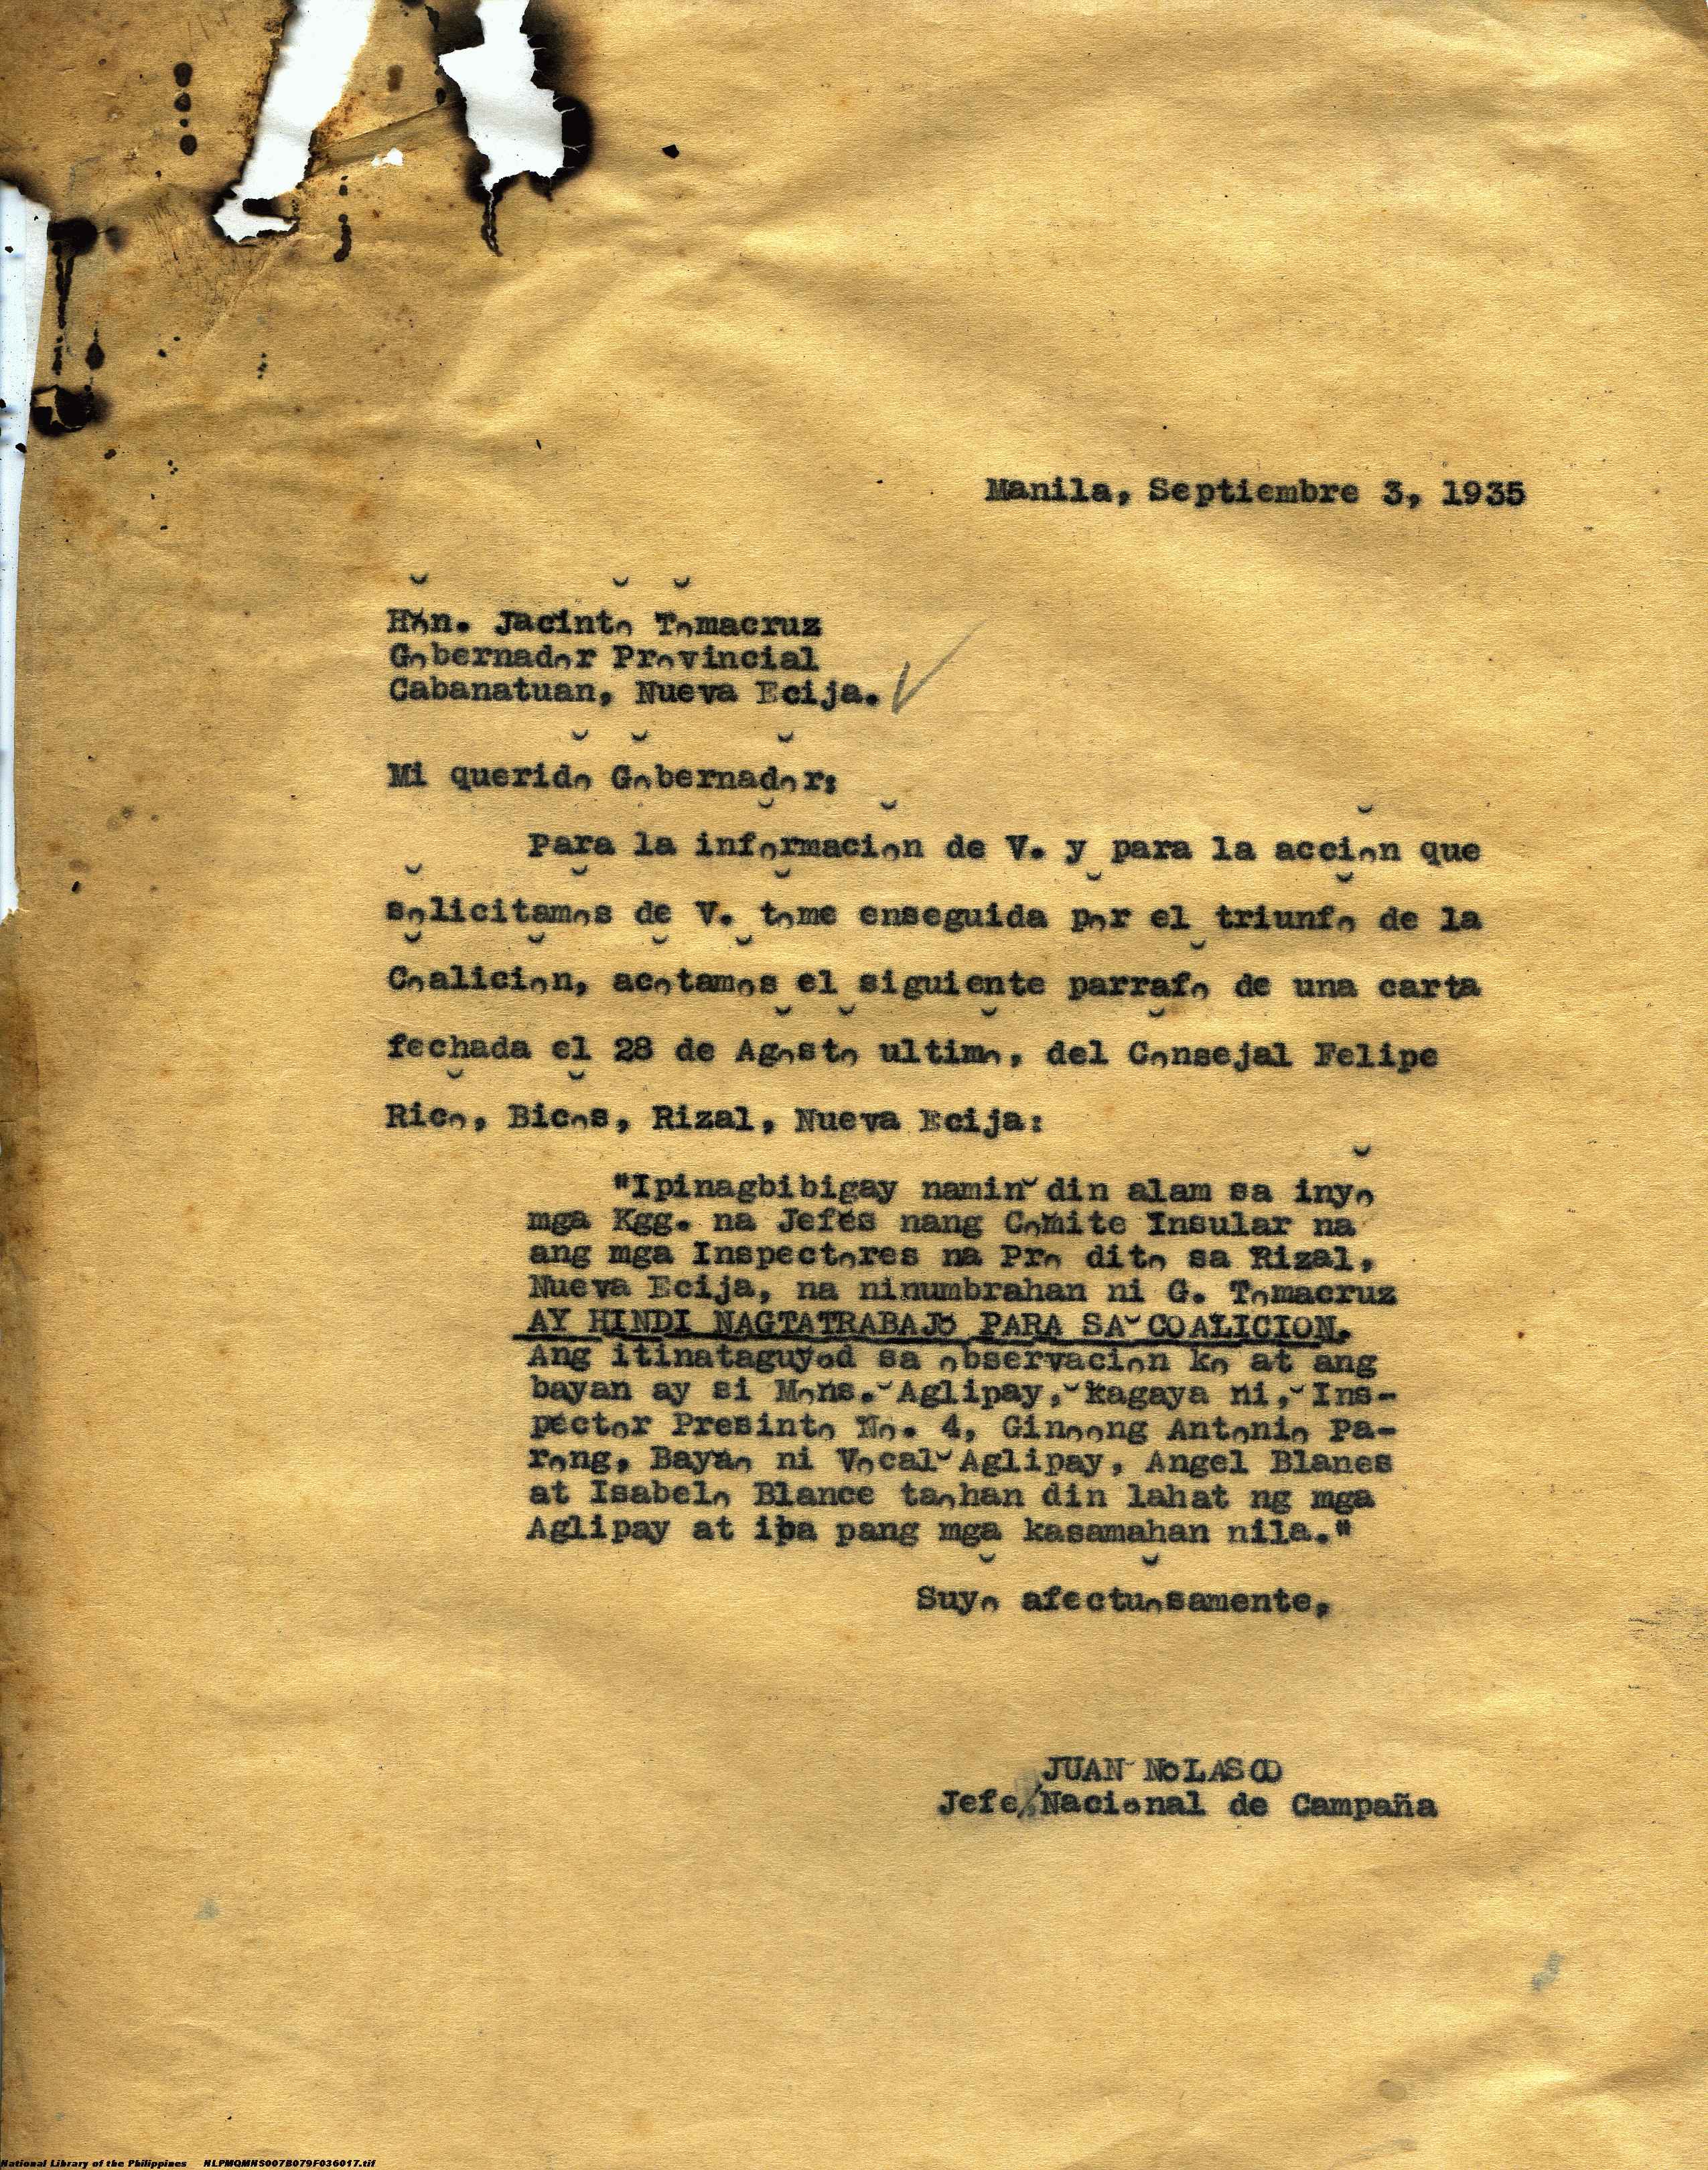 Manila, Septiembre 3, 1935
Hon. Jacinto Tomacruz
Gobernador Provincial
Cabanatuan, Nueva Ecija.
Mi querido Gobernador:
Para la informacion de V. y para la accion que
solicitamos de V. tome enseguida por el triunfo de la
Coalicion, acotamos el siguiente parrafo de una carta
fechada el 28 de Agosto ultimo, del Consejal Felipe
Rico, Bicos, Rizal, Nueva Ecija:
"Ipinagbibigay namin din alam sa inyo
mga Kgg. na Jefes nang Comite Insular na
ang mga Inspectores na Pro dito sa Rizal,
Nueva Ecija, na ninumbrahan ni G. Tomacruz
AY HINDI NAGTATRABAJO PARA SA COALICION.
Ang itinataguyod sa observacion ko at ang
bayan ay si Mons. Aglipay, kagaya ni, Ins-
pector Presinto No. 4, Ginoong Antonio Pa-
rong, Bayao ni Vocal Aglipay, Angel Blanes
at Isabelo Blance taohan din lahat ng mga
Aglipay at iba pang mga kasamahan nila."
Suyo afectuosamente,
JUAN NOLASCO
Jefe Nacional de Campaña
National Library of the Philippines NLPMQMNS007B079F036017.tif